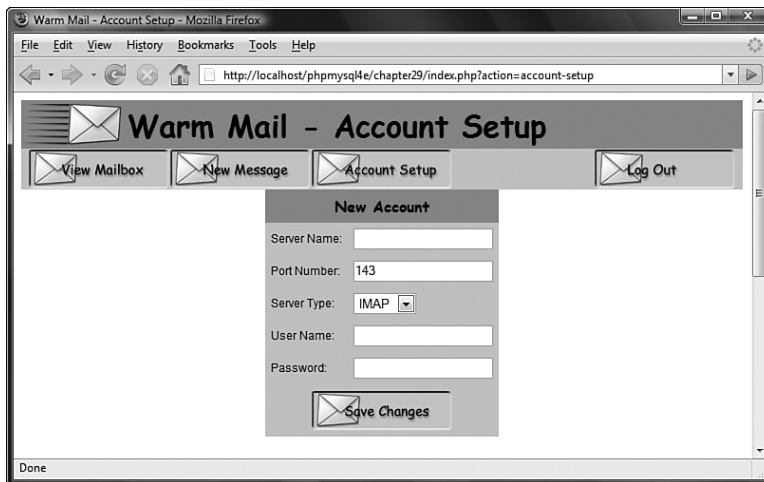 Warm Mail - Account Setup - Mozilla Firefox
File Edit View History Bookmarks Tools Help
http://localhost/phpmysql4e/chapter29/index.php?action=account-setup
Warm Mail - Account Setup
View Mailbox New Message Account Setup Log Out
New Account
Server Name:
Port Number: 143
Server Type: IMAP
User Name:
Password:
Save Changes
Done